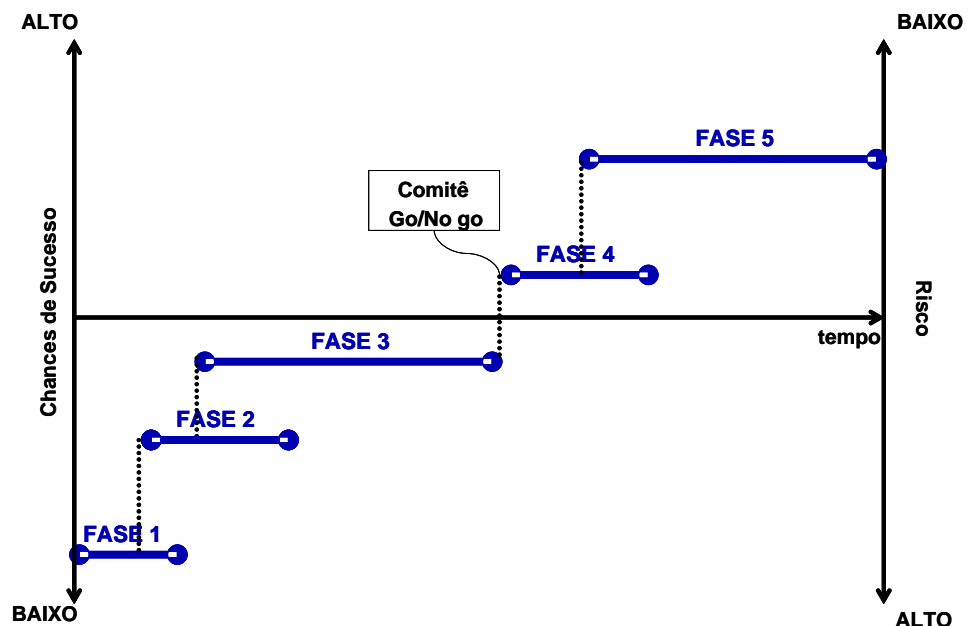 ALTO
BAIXO
FASE 5
Comitê
Go/No go
FASE 4
Chances de Sucesso
Risco
tempo
FASE 3
FASE 2
FASE 1
BAIXO
ALTO